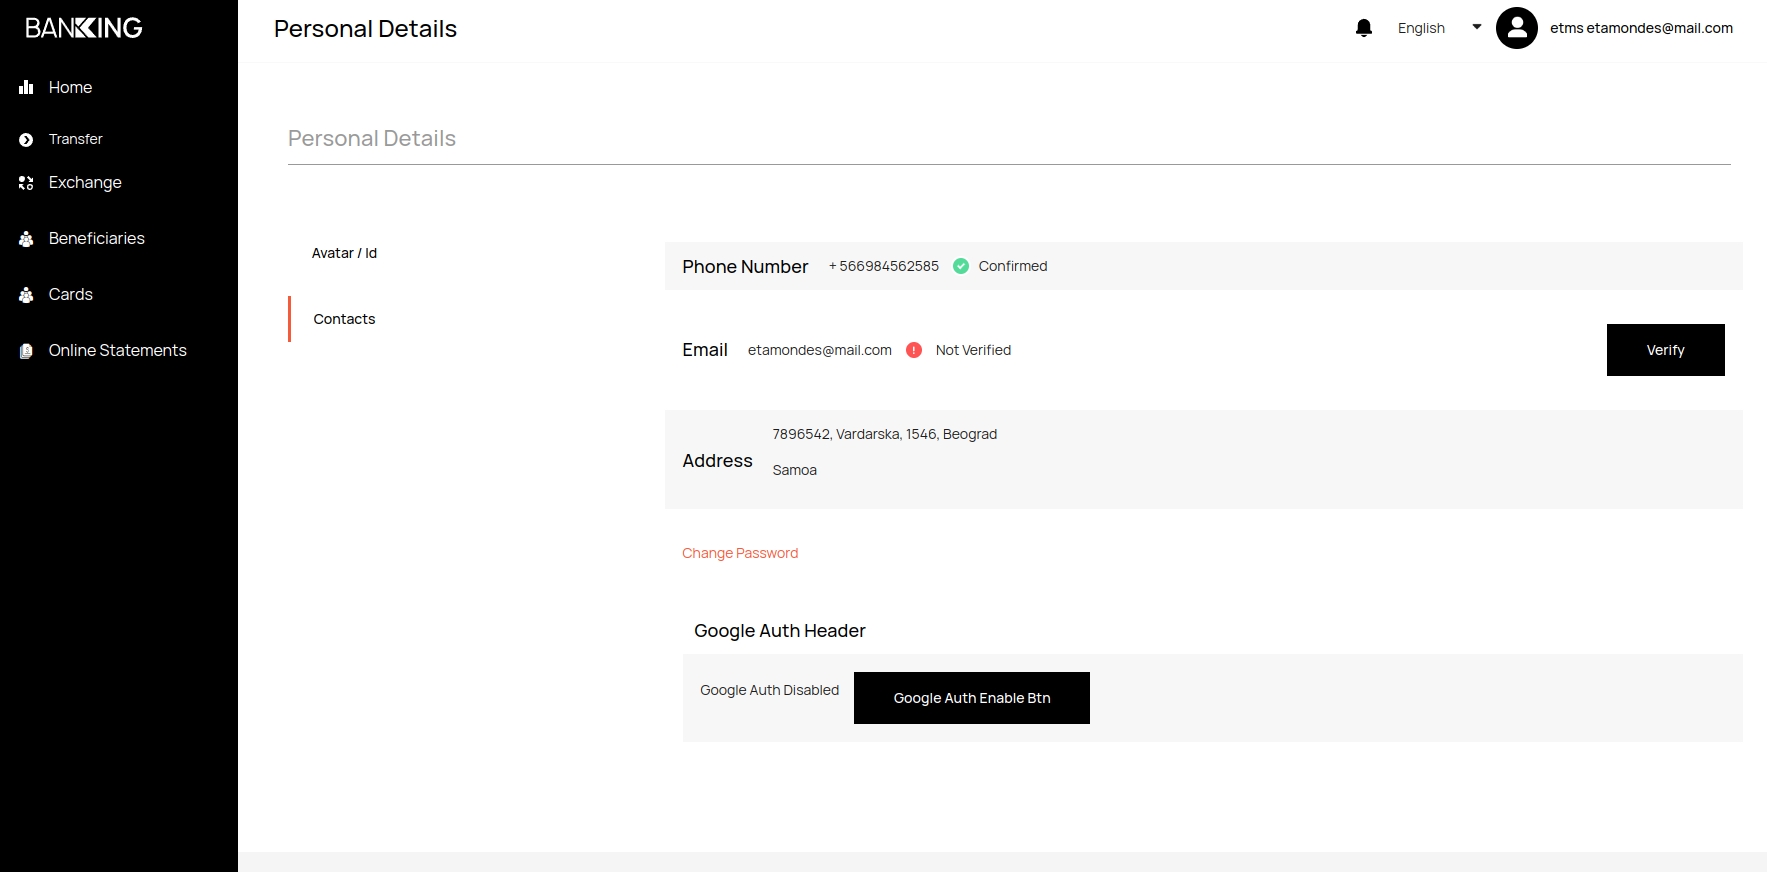 BANKING
Personal Details
English
etms etamondes@mail.com
Home
Transfer
Exchange
Beneficiaries
Cards
Online Statements
Personal Details
Avatar / Id
Contacts
Phone Number + 566984562585 Confirmed
Email etamondes@mail.com Not Verified
Verify
7896542, Vardarska, 1546, Beograd
Address
Samoa
Change Password
Google Auth Header
Google Auth Disabled
Google Auth Enable Btn